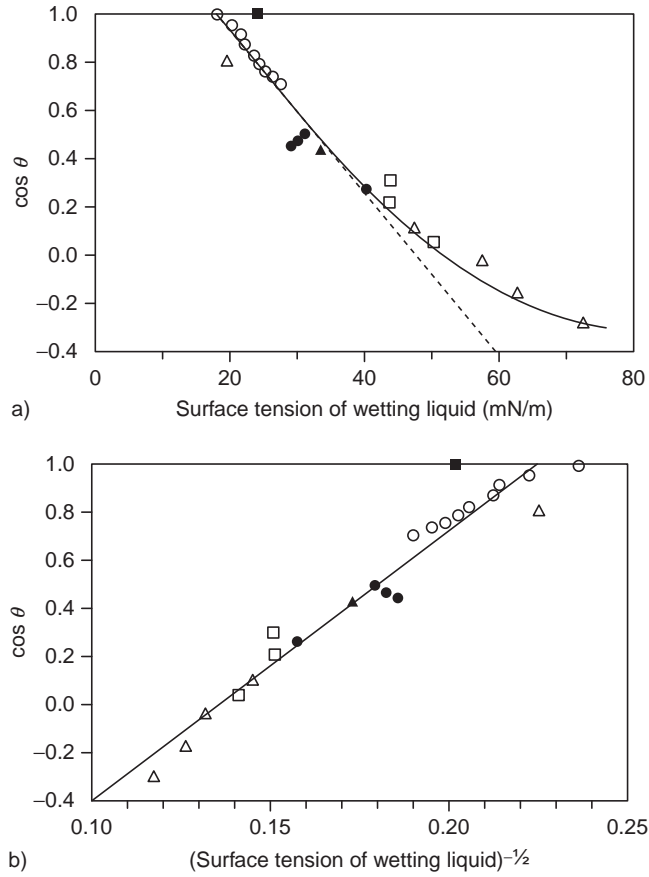 1.0
0.8
0.6
0.4
0.2
0.0
−0.2
−0.4
cos θ
0 20 40 60 80
a) Surface tension of wetting liquid (mN/m)
1.0
0.8
0.6
0.4
0.2
0.0
−0.2
−0.4
cos θ
0.10 0.15 0.20 0.25
b) (Surface tension of wetting liquid)−½